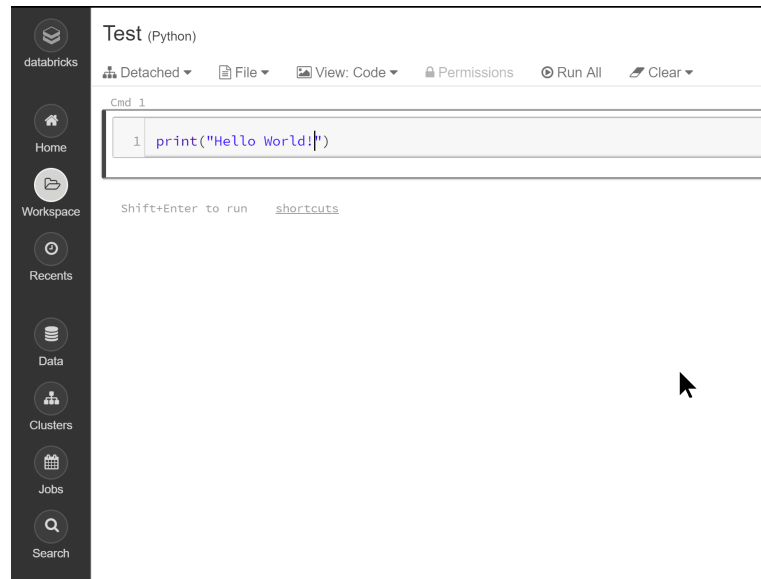 databricks
Home
Workspace
Recents
Data
Clusters
Jobs
Search
Test (Python)
Detached File View: Code Permissions Run All Clear
Cmd 1
1 print("Hello World!")
Shift+Enter to run shortcuts